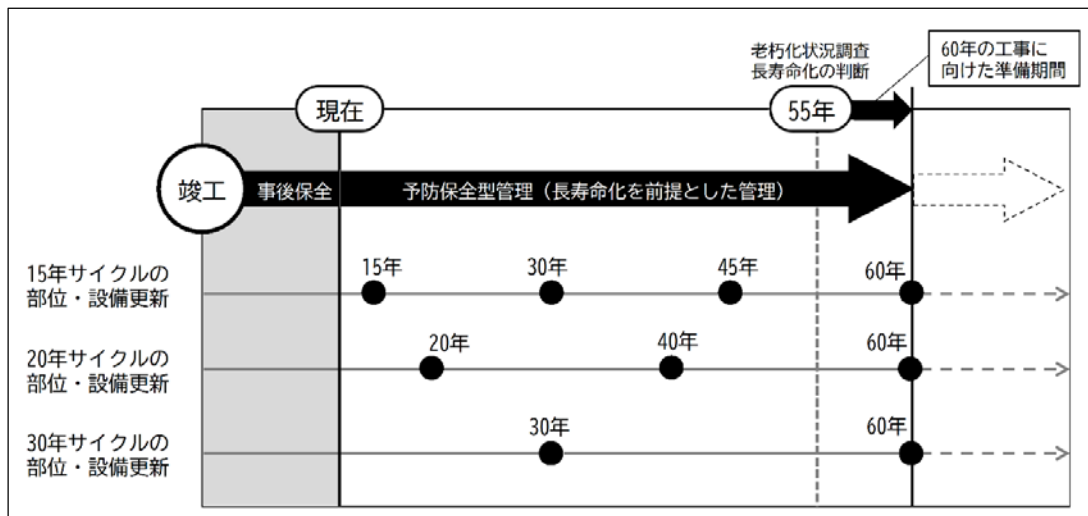 老朽化状況調査
長寿命化の判断
60年の工事に
向けた準備期間
現在
55年
竣工
事後保全
予防保全型管理（長寿命化を前提とした管理）
15年サイクルの
部位・設備更新
15年
30年
45年
60年
20年サイクルの
部位・設備更新
20年
40年
60年
30年サイクルの
部位・設備更新
30年
60年